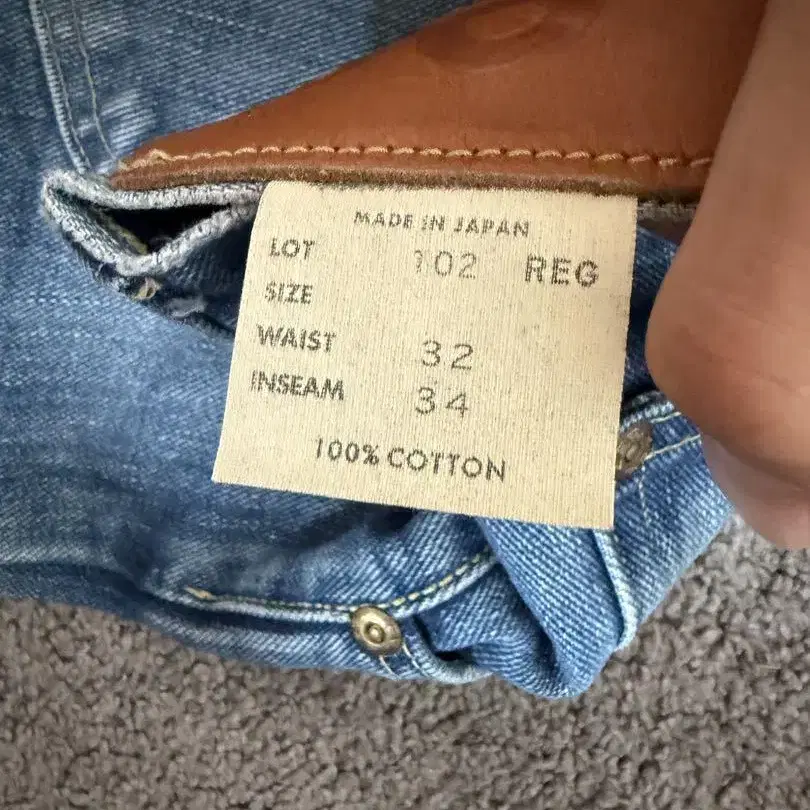 MADE IN JAPAN
LOT 102 REG
SIZE
WAIST 32
INSEAM 34
100% COTTON